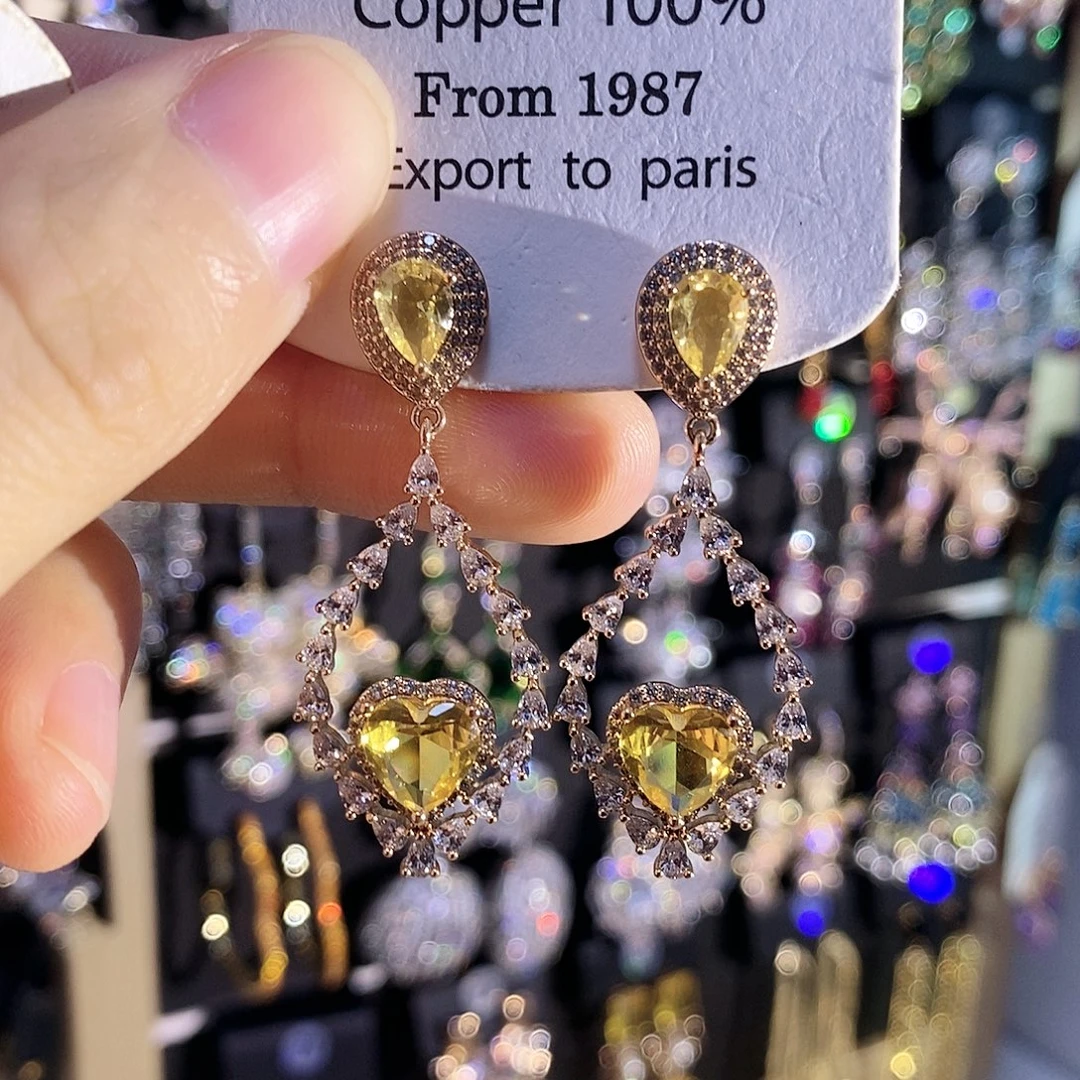 Copper 100%
From 1987
Export to paris